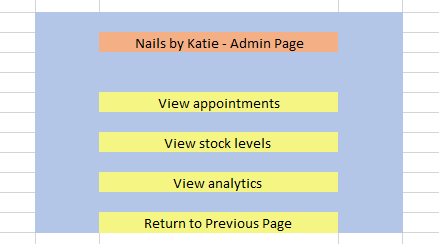 Nails by Katie - Admin Page
View appointments
View stock levels
View analytics
Return to Previous Page